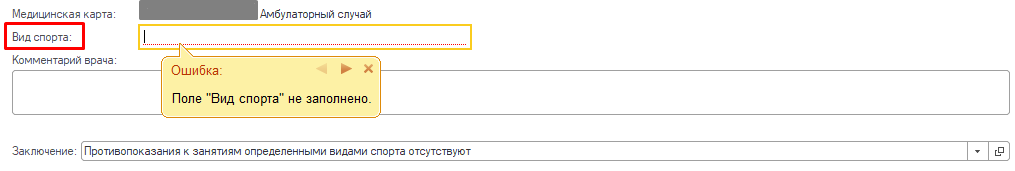 Медицинская карта: Амбулаторный случай
Вид спорта:
Комментарий врача:
Ошибка:
Поле "Вид спорта" не заполнено.
Заключение: Противопоказания к занятиям определенными видами спорта отсутствуют